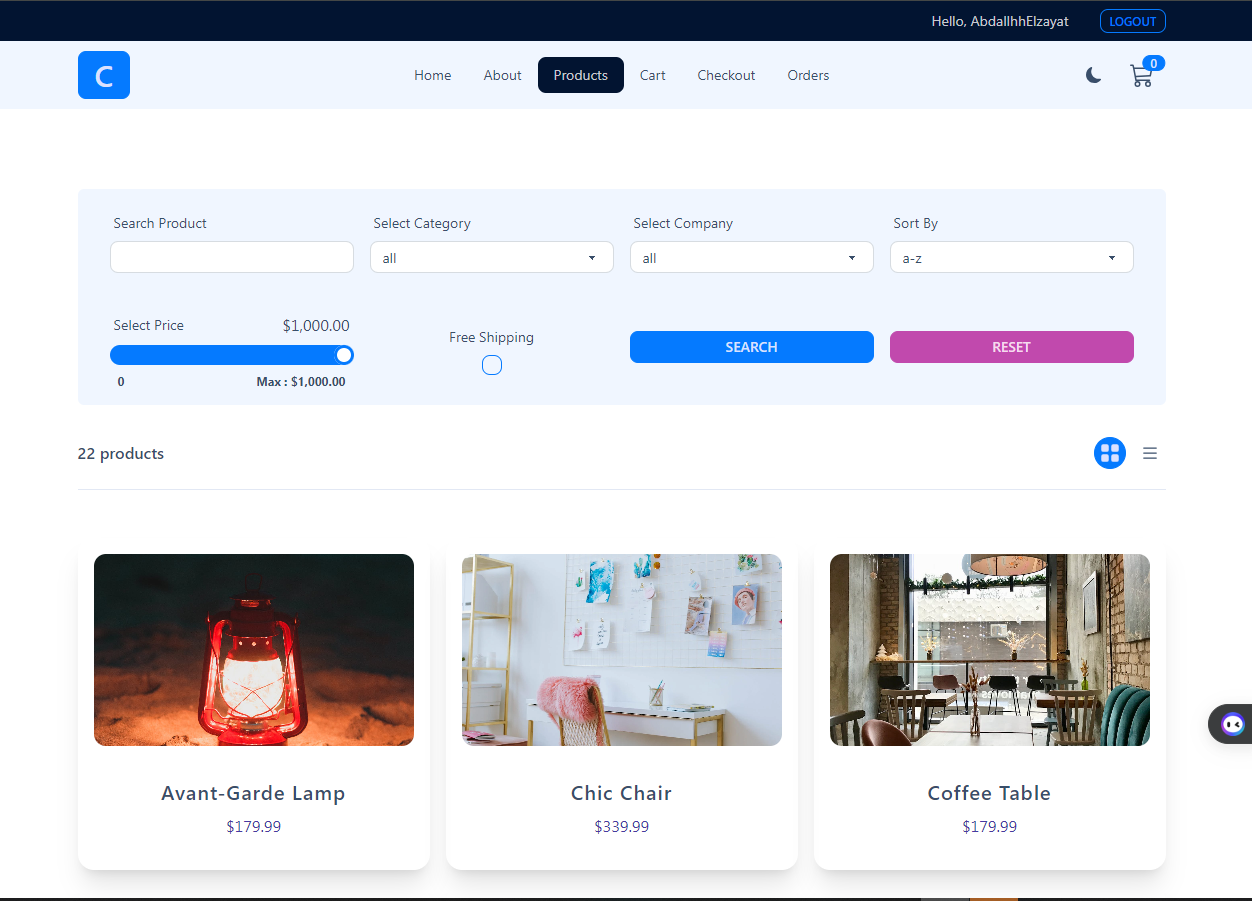 Hello, AbdallhhElzayat LOGOUT
C Home About Products Cart Checkout Orders 0
Search Product Select Category Select Company Sort By
all all a-z
Select Price $1,000.00 Free Shipping SEARCH RESET
0 Max : $1,000.00
22 products
Avant-Garde Lamp Chic Chair Coffee Table
$179.99 $339.99 $179.99